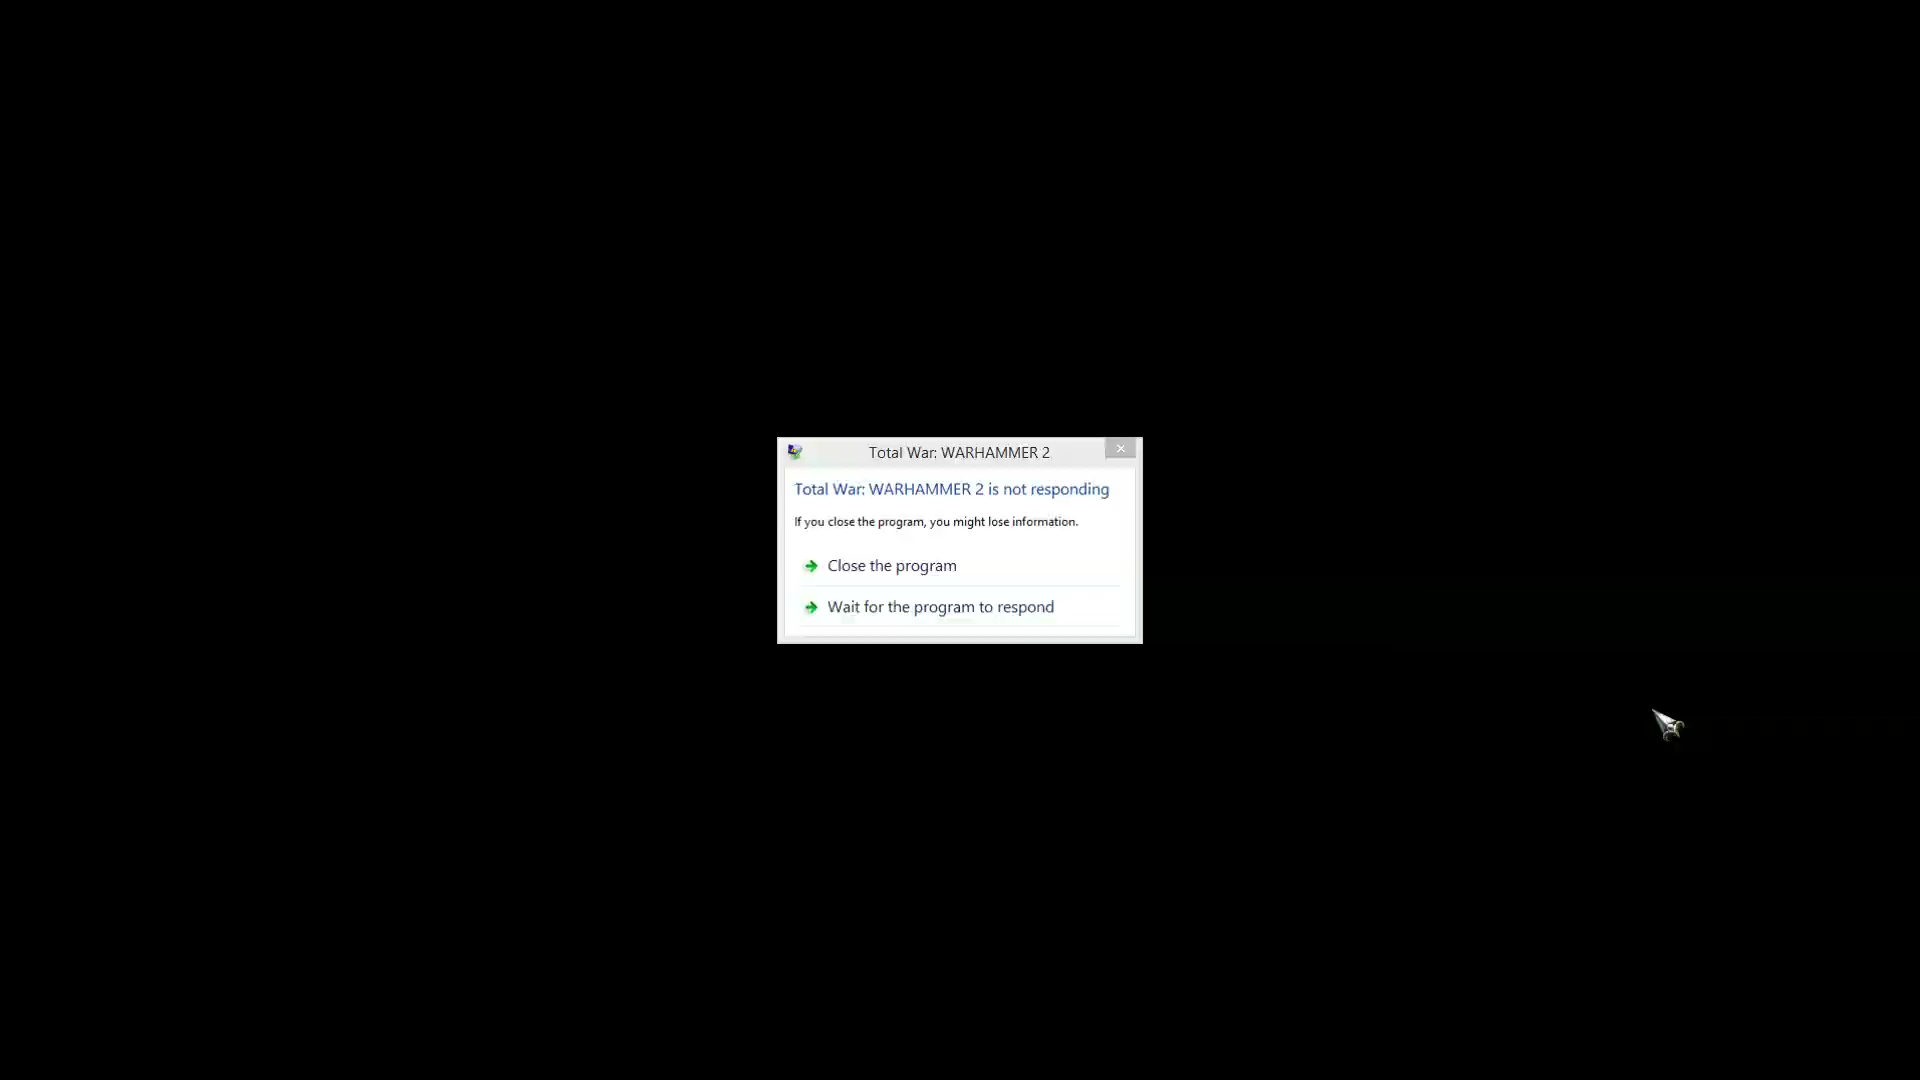 Total War: WARHAMMER 2
Total War: WARHAMMER 2 is not responding
If you close the program, you might lose information.
Close the program
Wait for the program to respond